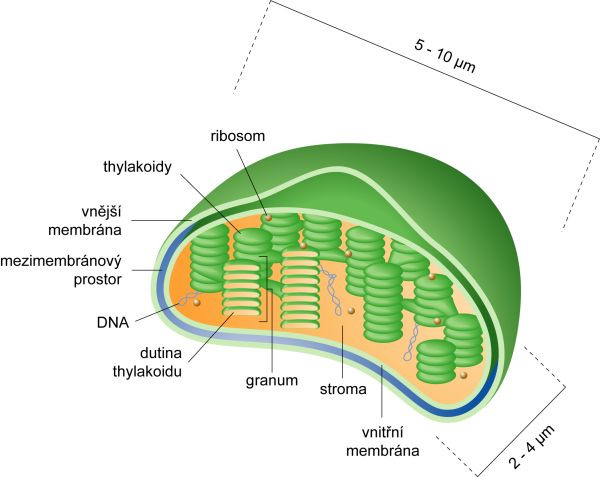 5 - 10 µm
ribosom
thylakoidy
vnější
membrána
mezimembránový
prostor
DNA
dutina
thylakoidu
granum
stroma
vnitřní
membrána
2 - 4 µm